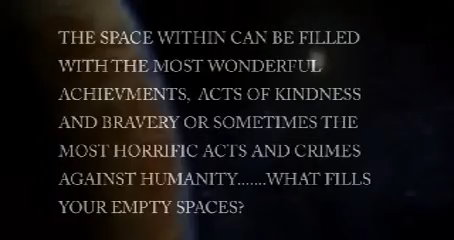 THE SPACE WITHIN CAN BE FILLED
WITH THE MOST WONDERFUL
ACHIEVMENTS, ACTS OF KINDNESS
AND BRAVERY OR SOMETIMES THE
MOST HORRIFIC ACTS AND CRIMES
AGAINST HUMANITY.......WHAT FILLS
YOUR EMPTY SPACES?